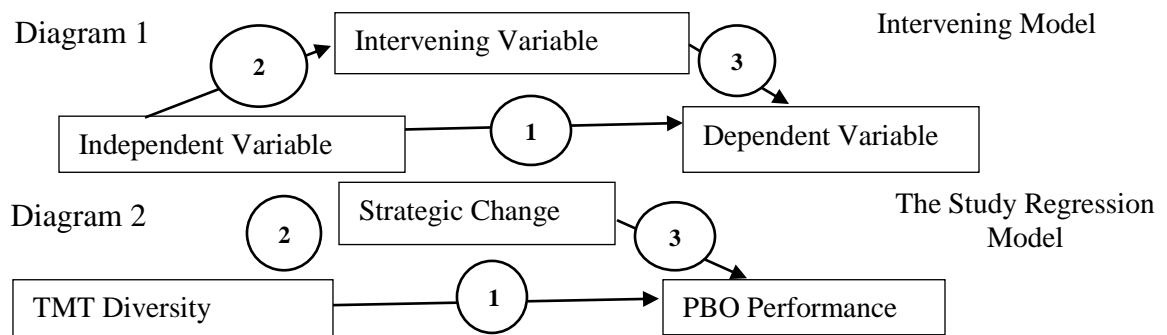 Diagram 1
Intervening Variable
Intervening Model
2
3
Independent Variable
1
Dependent Variable
Diagram 2
Strategic Change
The Study Regression
Model
2
3
TMT Diversity
1
PBO Performance